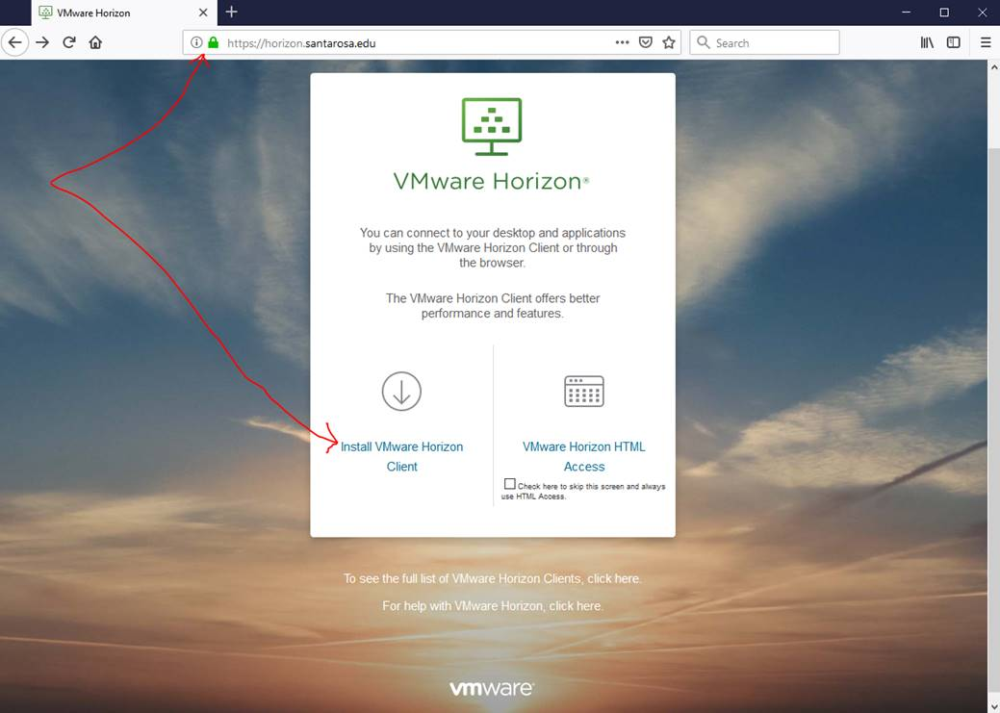 VMware Horizon
https://horizon.santarosa.edu
Search
VMware Horizon®
You can connect to your desktop and applications
by using the VMware Horizon Client or through
the browser.
The VMware Horizon Client offers better
performance and features.
Install VMware Horizon
Client
VMware Horizon HTML
Access
Check here to skip this screen and always
use HTML Access.
To see the full list of VMware Horizon Clients, click here.
For help with VMware Horizon, click here.
vmware®